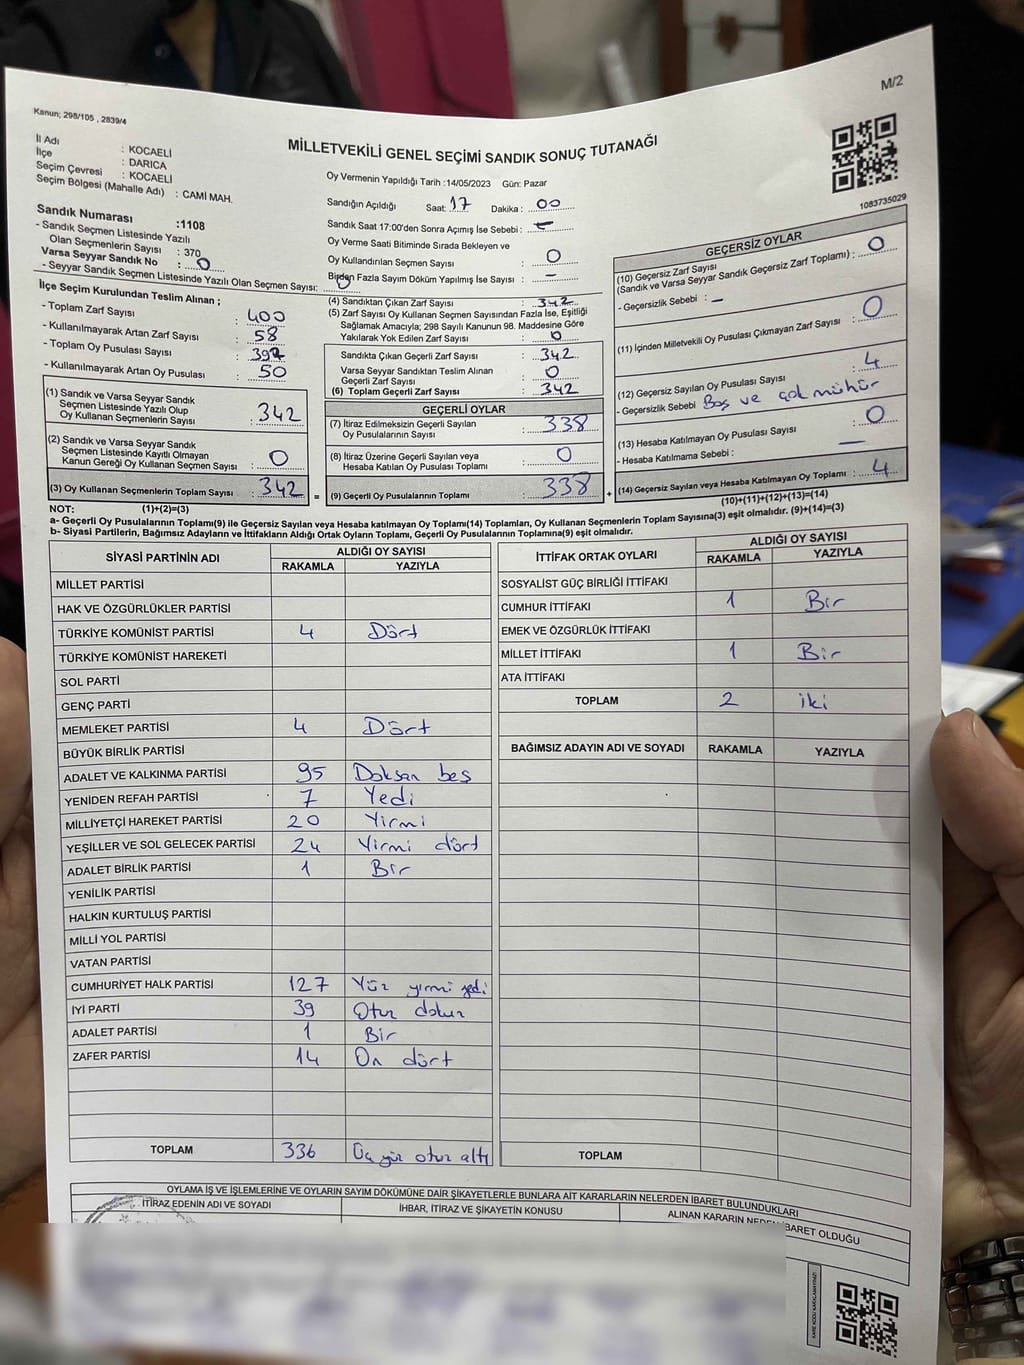 M/2
Kanun; 298/105 , 2839/4
MİLLETVEKİLİ GENEL SEÇİMİ SANDIK SONUÇ TUTANAĞI
İl Adı : KOCAELİ
İlçe : DARICA
Seçim Çevresi : KOCAELİ
Seçim Bölgesi (Mahalle Adı) : CAMİ MAH.
Sandık Numarası :1108
- Sandık Seçmen Listesinde Yazılı
Olan Seçmenlerin Sayısı : 370
Varsa Seyyar Sandık No : 0
- Seyyar Sandık Seçmen Listesinde Yazılı Olan Seçmen Sayısı: 0
İlçe Seçim Kurulundan Teslim Alınan ;
- Toplam Zarf Sayısı : 400
- Kullanılmayarak Artan Zarf Sayısı : 58
- Toplam Oy Pusulası Sayısı : 392
- Kullanılmayarak Artan Oy Pusulası : 50
(1) Sandık ve Varsa Seyyar Sandık
Seçmen Listesinde Yazılı Olup
Oy Kullanan Seçmenlerin Sayısı : 342
(2) Sandık ve Varsa Seyyar Sandık
Seçmen Listesinde Kayıtlı Olmayan
Kanun Gereği Oy Kullanan Seçmen Sayısı : 0
(3) Oy Kullanan Seçmenlerin Toplam Sayısı : 342 =
(1)+(2)=(3)
Oy Vermenin Yapıldığı Tarih :14/05/2023 Gün: Pazar
Sandığın Açıldığı Saat: 17 Dakika : 00
Sandık Saat 17:00'den Sonra Açımış İse Sebebi : -
Oy Verme Saati Bitiminde Sırada Bekleyen ve
Oy Kullandırılan Seçmen Sayısı : 0
Birden Fazla Sayım Döküm Yapılmış İse Sayısı : -
(4) Sandıktan Çıkan Zarf Sayısı : 342
(5) Zarf Sayısı Oy Kullanan Seçmen Sayısından Fazla İse, Eşitliği
Sağlamak Amacıyla; 298 Sayılı Kanunun 98. Maddesine Göre
Yakılarak Yok Edilen Zarf Sayısı : 0
Sandıkta Çıkan Geçerli Zarf Sayısı : 342
Varsa Seyyar Sandıktan Teslim Alınan
Geçerli Zarf Sayısı : 0
(6) Toplam Geçerli Zarf Sayısı : 342
GEÇERLİ OYLAR
(7) İtiraz Edilmeksizin Geçerli Sayılan
Oy Pusulalarının Sayısı : 338
(8) İtiraz Üzerine Geçerli Sayılan veya
Hesaba Katılan Oy Pusulası Toplamı : 0
(9) Geçerli Oy Pusulalarının Toplamı : 338 +
1083735029
GEÇERSİZ OYLAR
(10) Geçersiz Zarf Sayısı
(Sandık ve Varsa Seyyar Sandık Geçersiz Zarf Toplamı) : 0
- Geçersizlik Sebebi : -
(11) İçinden Milletvekili Oy Pusulası Çıkmayan Zarf Sayısı : 0
(12) Geçersiz Sayılan Oy Pusulası Sayısı : 4
- Geçersizlik Sebebi Boş ve çok mühür
(13) Hesaba Katılmayan Oy Pusulası Sayısı : 0
- Hesaba Katılmama Sebebi : -
(14) Geçersiz Sayılan veya Hesaba Katılmayan Oy Toplamı : 4
(10)+(11)+(12)+(13)=(14)
NOT:
a- Geçerli Oy Pusulalarının Toplamı(9) ile Geçersiz Sayılan veya Hesaba katılmayan Oy Toplamı(14) Toplamları, Oy Kullanan Seçmenlerin Toplam Sayısına(3) eşit olmalıdır. (9)+(14)=(3)
b- Siyasi Partilerin, Bağımsız Adayların ve İttifakların Aldığı Ortak Oyların Toplamı, Geçerli Oy Pusulalarının Toplamına(9) eşit olmalıdır.
SİYASİ PARTİNİN ADI ALDIĞI OY SAYISI
RAKAMLA YAZIYLA
MİLLET PARTİSİ
HAK VE ÖZGÜRLÜKLER PARTİSİ
TÜRKİYE KOMÜNİST PARTİSİ 4 Dört
TÜRKİYE KOMÜNİST HAREKETİ
SOL PARTİ
GENÇ PARTİ
MEMLEKET PARTİSİ 4 Dört
BÜYÜK BİRLİK PARTİSİ
ADALET VE KALKINMA PARTİSİ 95 Doksan beş
YENİDEN REFAH PARTİSİ 7 Yedi
MİLLİYETÇİ HAREKET PARTİSİ 20 Yirmi
YEŞİLLER VE SOL GELECEK PARTİSİ 24 Yirmi dört
ADALET BİRLİK PARTİSİ 1 Bir
YENİLİK PARTİSİ
HALKIN KURTULUŞ PARTİSİ
MİLLİ YOL PARTİSİ
VATAN PARTİSİ
CUMHURİYET HALK PARTİSİ 127 Yüz yirmi yedi
İYİ PARTİ 39 Otuz dokuz
ADALET PARTİSİ 1 Bir
ZAFER PARTİSİ 14 On dört
TOPLAM 336 Üç yüz otuz altı
İTTİFAK ORTAK OYLARI ALDIĞI OY SAYISI
RAKAMLA YAZIYLA
SOSYALİST GÜÇ BİRLİĞİ İTTİFAKI
CUMHUR İTTİFAKI 1 Bir
EMEK VE ÖZGÜRLÜK İTTİFAKI
MİLLET İTTİFAKI 1 Bir
ATA İTTİFAKI
TOPLAM 2 iki
BAĞIMSIZ ADAYIN ADI VE SOYADI RAKAMLA YAZIYLA
TOPLAM
OYLAMA İŞ VE İŞLEMLERİNE VE OYLARIN SAYIM DÖKÜMÜNE DAİR ŞİKAYETLERLE BUNLARA AİT KARARLARIN NELERDEN İBARET BULUNDUKLARI
İTİRAZ EDENİN ADI VE SOYADI İHBAR, İTİRAZ VE ŞİKAYETİN KONUSU ALINAN KARARIN NEDEN İBARET OLDUĞU